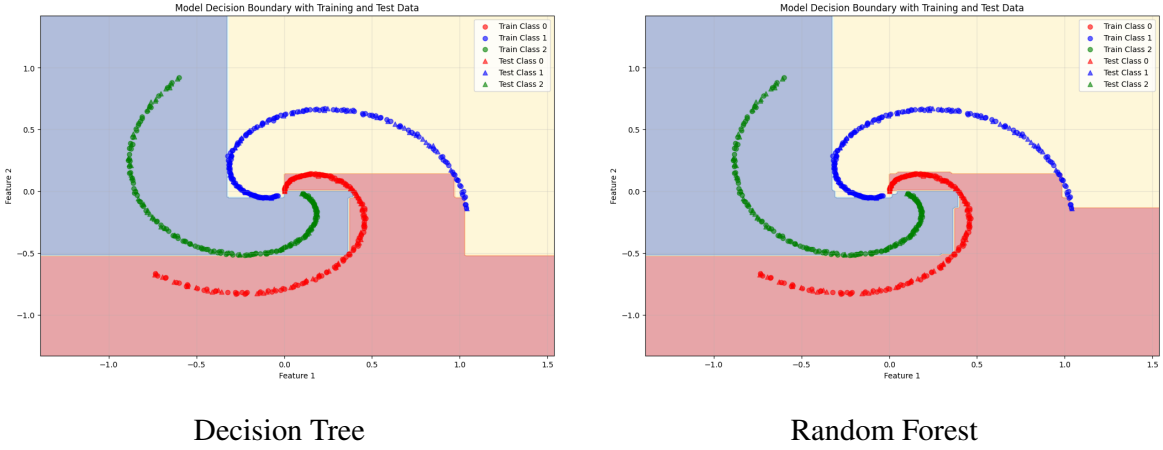 Model Decision Boundary with Training and Test Data
Train Class 0
Train Class 1
Train Class 2
Test Class 0
Test Class 1
Test Class 2
1.0
0.5
0.0
−0.5
−1.0
Feature 2
−1.0 −0.5 0.0 0.5 1.0 1.5
Feature 1
Decision Tree
Model Decision Boundary with Training and Test Data
Train Class 0
Train Class 1
Train Class 2
Test Class 0
Test Class 1
Test Class 2
1.0
0.5
0.0
−0.5
−1.0
Feature 2
−1.0 −0.5 0.0 0.5 1.0 1.5
Feature 1
Random Forest